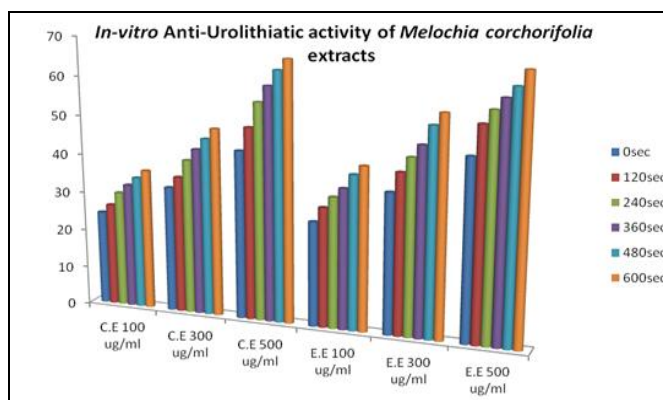 In-vitro Anti-Urolithiatic activity of Melochia corchorifolia
extracts
70
60
50
40
30
20
10
0
C.E 100
ug/ml
C.E 300
ug/ml
C.E 500
ug/ml
E.E 100
ug/ml
E.E 300
ug/ml
E.E 500
ug/ml
0sec
120sec
240sec
360sec
480sec
600sec